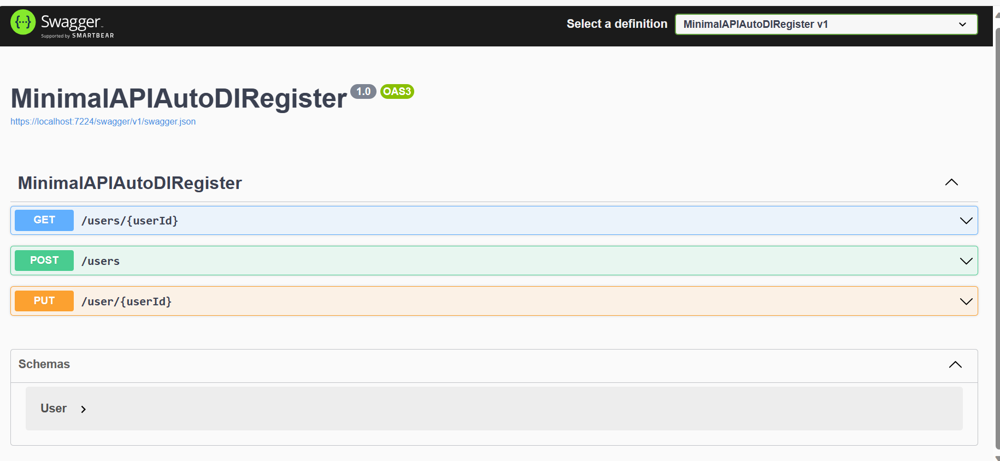 {···} Swagger™
Supported by SMARTBEAR
Select a definition
MinimalAPIAutoDIRegister v1
MinimalAPIAutoDIRegister 1.0 OAS3
https://localhost:7224/swagger/v1/swagger.json
MinimalAPIAutoDIRegister
GET /users/{userId}
POST /users
PUT /user/{userId}
Schemas
User